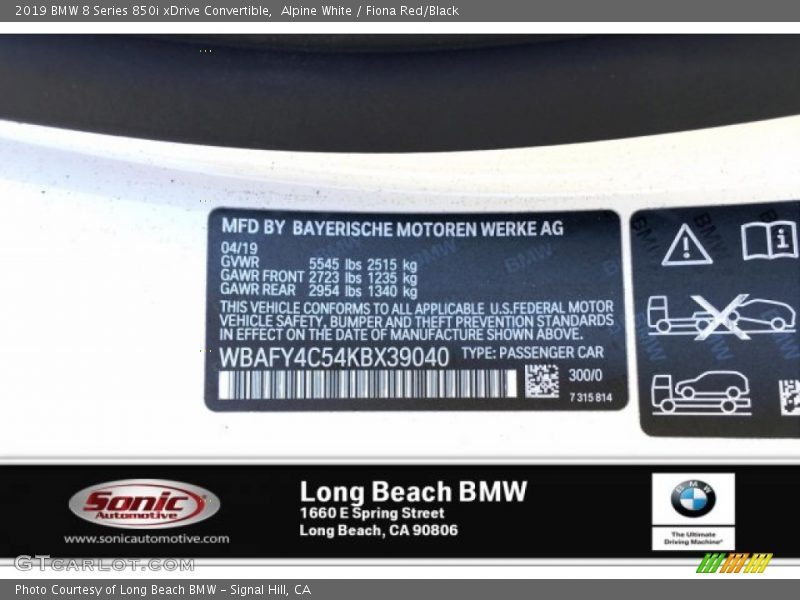 2019 BMW 8 Series 850i xDrive Convertible,  Alpine White / Fiona Red/Black
MFD BY BAYERISCHE MOTOREN WERKE AG
04/19
GVWR 5545 lbs 2515 kg
GAWR FRONT 2723 lbs 1235 kg
GAWR REAR 2954 lbs 1340 kg
THIS VEHICLE CONFORMS TO ALL APPLICABLE U.S.FEDERAL MOTOR
VEHICLE SAFETY, BUMPER AND THEFT PREVENTION STANDARDS
IN EFFECT ON THE DATE OF MANUFACTURE SHOWN ABOVE.
WBAFY4C54KBX39040 TYPE: PASSENGER CAR
300/0
7 315 814
Sonic
Automotive
www.sonicautomotive.com
Long Beach BMW
1660 E Spring Street
Long Beach, CA 90806
BMW
The Ultimate
Driving Machine®
GTcarlot.com
Photo Courtesy of Long Beach BMW – Signal Hill, CA